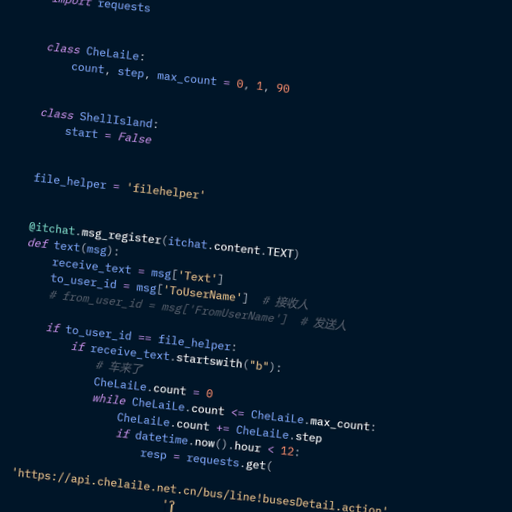 import requests
class CheLaiLe:
count, step, max_count = 0, 1, 90
class ShellIsland:
start = False
file_helper = 'filehelper'
@itchat.msg_register(itchat.content.TEXT)
def text(msg):
receive_text = msg['Text']
to_user_id = msg['ToUserName']  # 接收人
# from_user_id = msg['FromUserName']  # 发送人
if to_user_id == file_helper:
if receive_text.startswith("b"):
# 车来了
CheLaiLe.count = 0
while CheLaiLe.count <= CheLaiLe.max_count:
CheLaiLe.count += CheLaiLe.step
if datetime.now().hour < 12:
resp = requests.get(
'https://api.chelaile.net.cn/bus/line!busesDetail.action'
'?